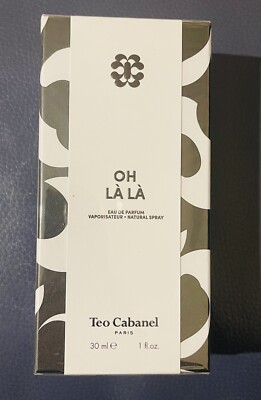 OH
LÀ LÀ
EAU DE PARFUM
VAPORISATEUR • NATURAL SPRAY
Teo Cabanel
PARIS
30 ml ℮ 1 fl.oz.